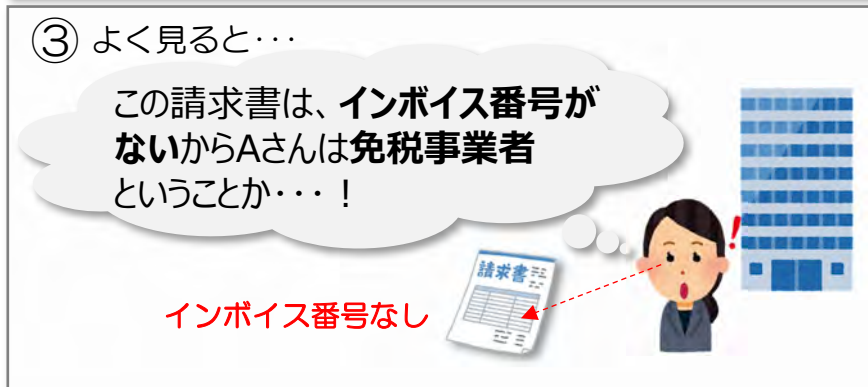 ③ よく見ると・・・
この請求書は、インボイス番号が
ないからAさんは免税事業者
ということか・・・！
請求書
インボイス番号なし